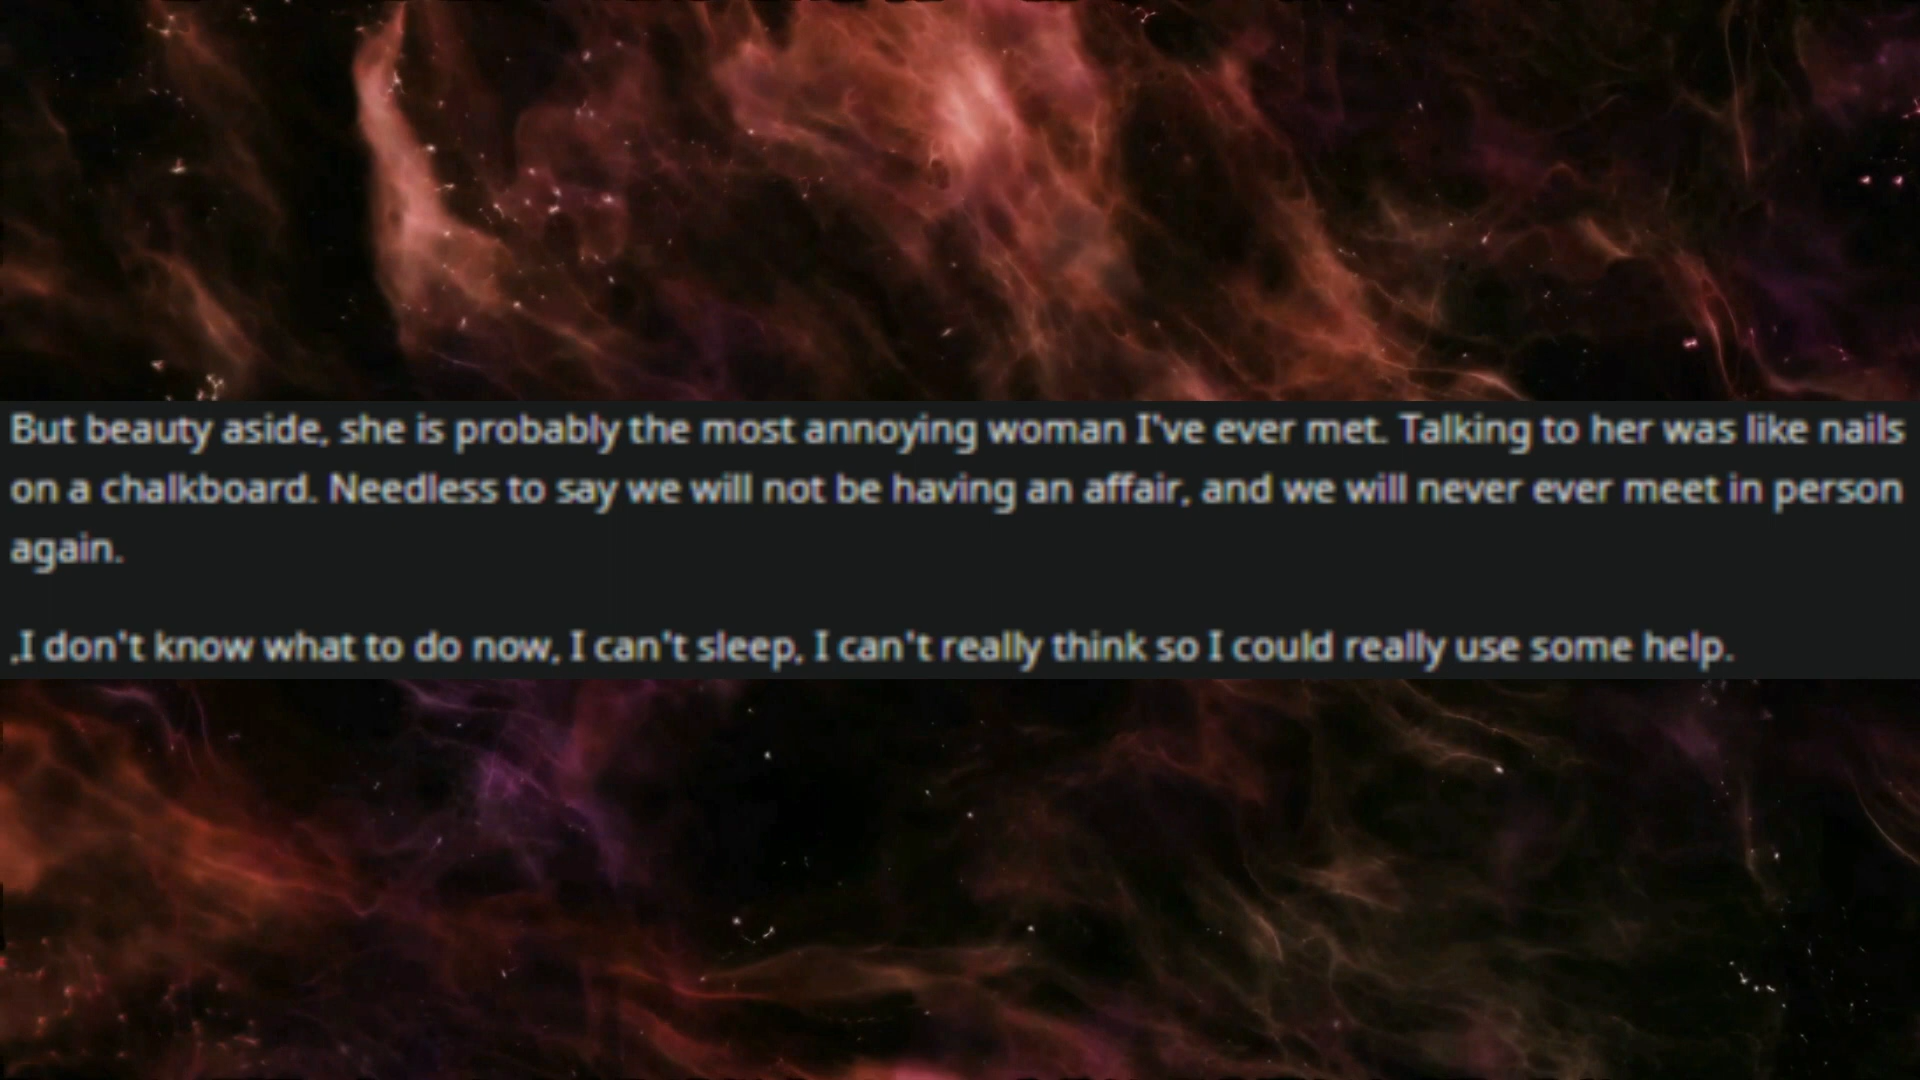 But beauty aside, she is probably the most annoying woman I've ever met. Talking to her was like nails
on a chalkboard. Needless to say we will not be having an affair, and we will never ever meet in person
again.
,I don't know what to do now, I can't sleep, I can't really think so I could really use some help.